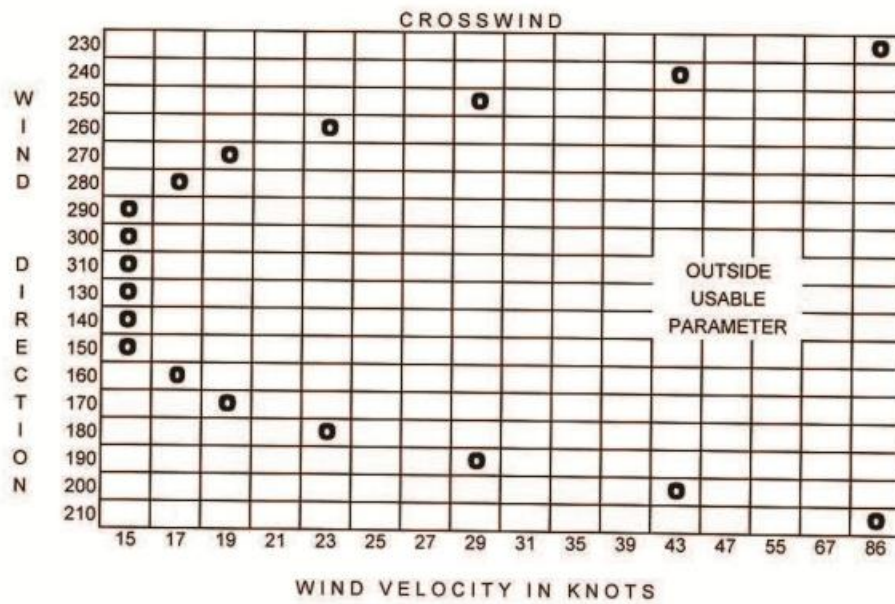 CROSSWIND
WIND DIRECTION
230
240
250
260
270
280
290
300
310
130
140
150
160
170
180
190
200
210
OUTSIDE
USABLE
PARAMETER
15 17 19 21 23 25 27 29 31 35 39 43 47 55 67 86
WIND VELOCITY IN KNOTS